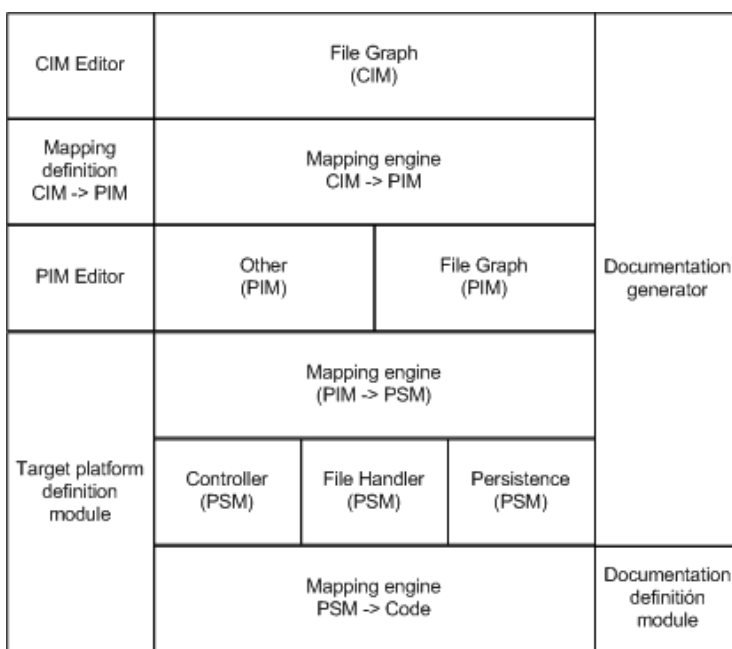 CIM Editor
File Graph
(CIM)
Mapping
definition
CIM -> PIM
Mapping engine
CIM -> PIM
PIM Editor
Other
(PIM)
File Graph
(PIM)
Documentation
generator
Mapping engine
(PIM -> PSM)
Target platform
definition
module
Controller
(PSM)
File Handler
(PSM)
Persistence
(PSM)
Mapping engine
PSM -> Code
Documentation
definitión
module